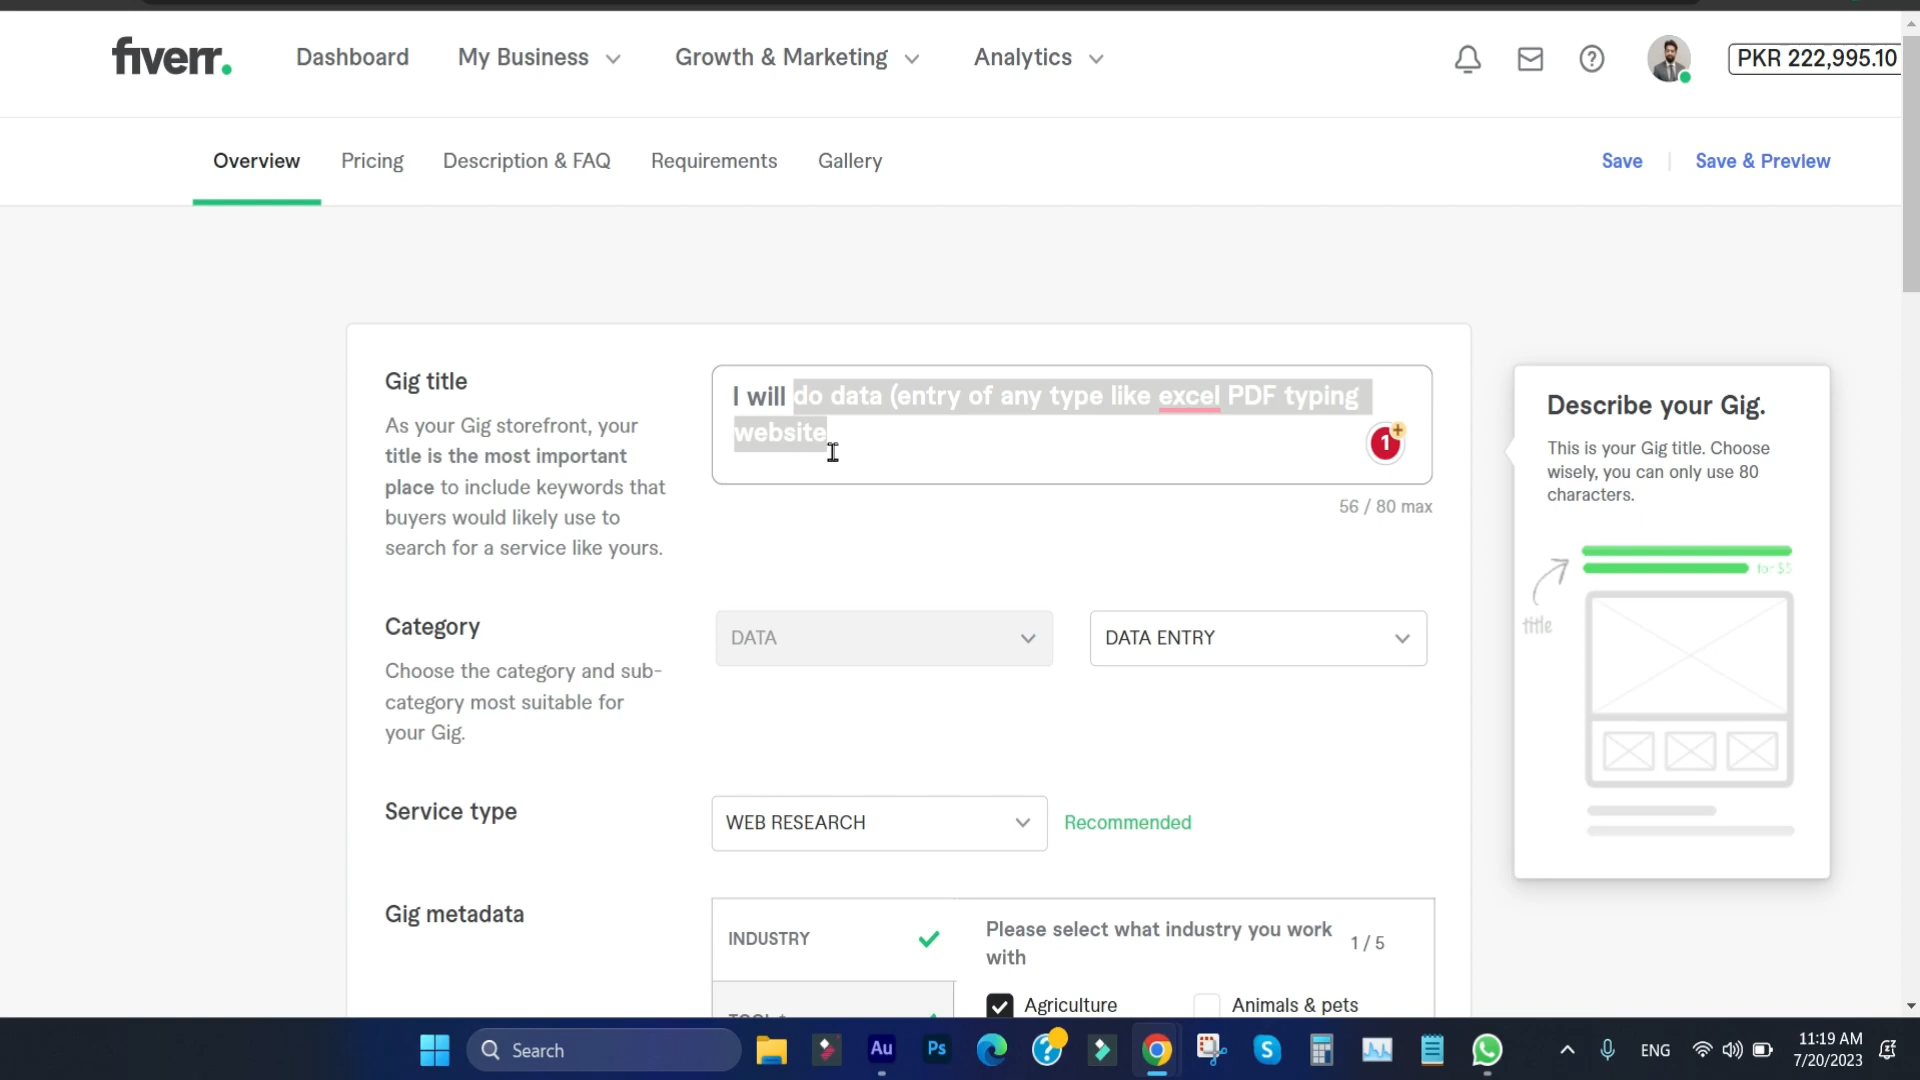 fiverr.
Dashboard My Business Growth & Marketing Analytics PKR 222,995.10
Overview Pricing Description & FAQ Requirements Gallery Save | Save & Preview
Gig title
As your Gig storefront, your
title is the most important
place to include keywords that
buyers would likely use to
search for a service like yours.
I will do data (entry of any type like excel PDF typing
website
1+
56 / 80 max
Describe your Gig.
This is your Gig title. Choose
wisely, you can only use 80
characters.
for $5
title
Category
Choose the category and sub-
category most suitable for
your Gig.
DATA
DATA ENTRY
Service type
WEB RESEARCH
Recommended
Gig metadata
INDUSTRY
Please select what industry you work
with
1 / 5
Agriculture
Animals & pets
Search
Au
Ps
ENG
11:19 AM
7/20/2023